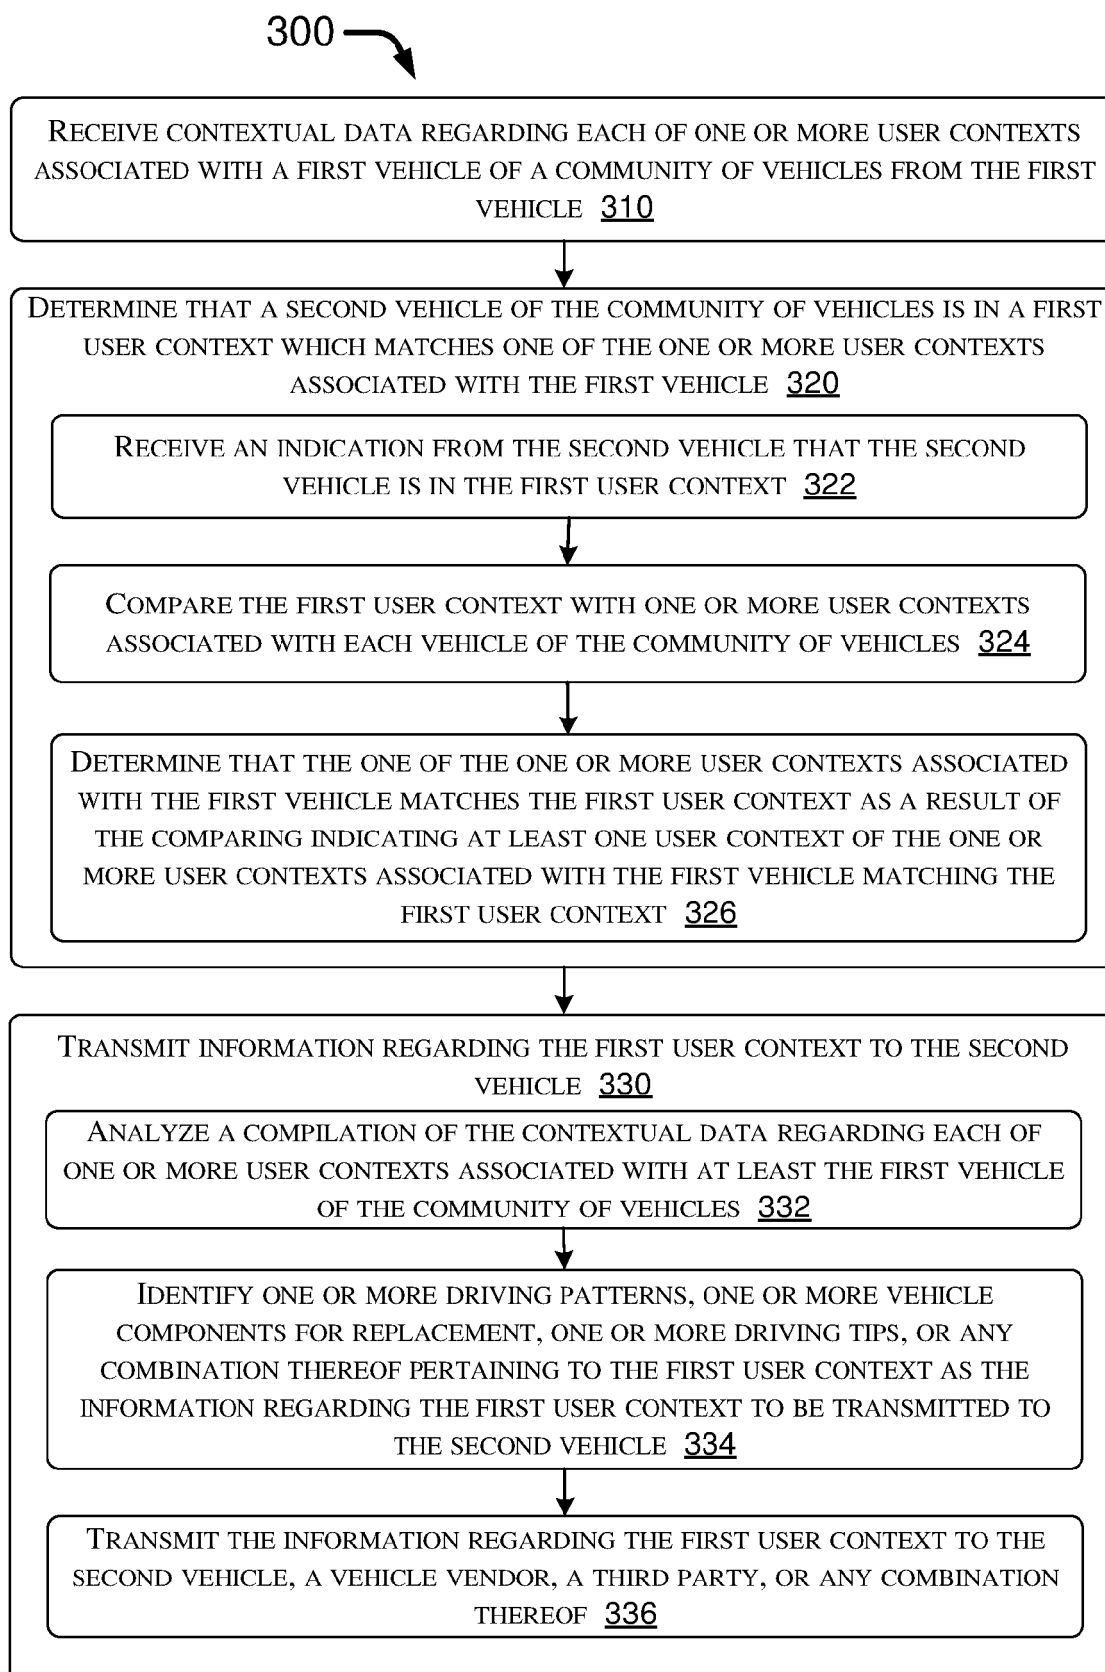 300
RECEIVE CONTEXTUAL DATA REGARDING EACH OF ONE OR MORE USER CONTEXTS
ASSOCIATED WITH A FIRST VEHICLE OF A COMMUNITY OF VEHICLES FROM THE FIRST
VEHICLE 310
DETERMINE THAT A SECOND VEHICLE OF THE COMMUNITY OF VEHICLES IS IN A FIRST
USER CONTEXT WHICH MATCHES ONE OF THE ONE OR MORE USER CONTEXTS
ASSOCIATED WITH THE FIRST VEHICLE 320
RECEIVE AN INDICATION FROM THE SECOND VEHICLE THAT THE SECOND
VEHICLE IS IN THE FIRST USER CONTEXT 322
COMPARE THE FIRST USER CONTEXT WITH ONE OR MORE USER CONTEXTS
ASSOCIATED WITH EACH VEHICLE OF THE COMMUNITY OF VEHICLES 324
DETERMINE THAT THE ONE OF THE ONE OR MORE USER CONTEXTS ASSOCIATED
WITH THE FIRST VEHICLE MATCHES THE FIRST USER CONTEXT AS A RESULT OF
THE COMPARING INDICATING AT LEAST ONE USER CONTEXT OF THE ONE OR
MORE USER CONTEXTS ASSOCIATED WITH THE FIRST VEHICLE MATCHING THE
FIRST USER CONTEXT 326
TRANSMIT INFORMATION REGARDING THE FIRST USER CONTEXT TO THE SECOND
VEHICLE 330
ANALYZE A COMPILATION OF THE CONTEXTUAL DATA REGARDING EACH OF
ONE OR MORE USER CONTEXTS ASSOCIATED WITH AT LEAST THE FIRST VEHICLE
OF THE COMMUNITY OF VEHICLES 332
IDENTIFY ONE OR MORE DRIVING PATTERNS, ONE OR MORE VEHICLE
COMPONENTS FOR REPLACEMENT, ONE OR MORE DRIVING TIPS, OR ANY
COMBINATION THEREOF PERTAINING TO THE FIRST USER CONTEXT AS THE
INFORMATION REGARDING THE FIRST USER CONTEXT TO BE TRANSMITTED TO
THE SECOND VEHICLE 334
TRANSMIT THE INFORMATION REGARDING THE FIRST USER CONTEXT TO THE
SECOND VEHICLE, A VEHICLE VENDOR, A THIRD PARTY, OR ANY COMBINATION
THEREOF 336